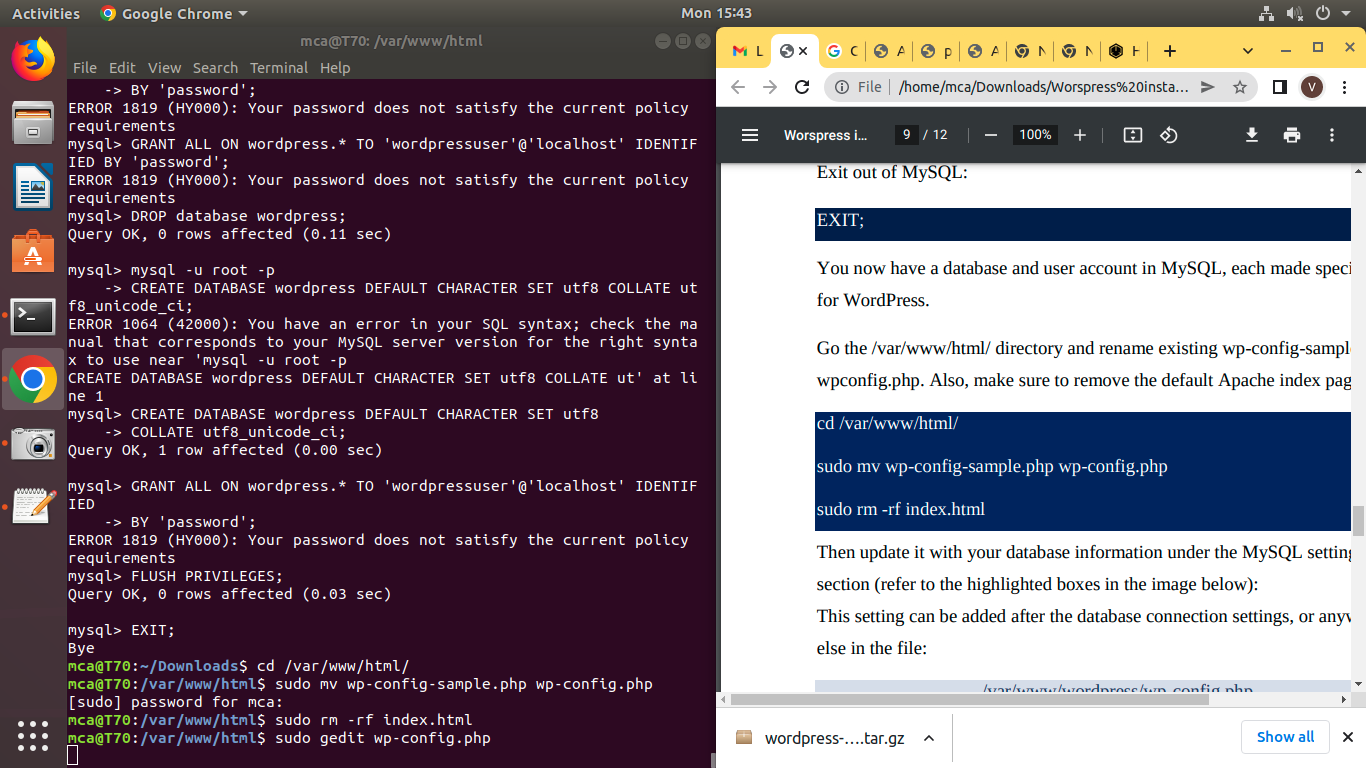 Activities
Google Chrome
Mon 15:43
mca@T70: /var/www/html
File Edit View Search Terminal Help
-> BY 'password';
ERROR 1819 (HY000): Your password does not satisfy the current policy
requirements
mysql> GRANT ALL ON wordpress.* TO 'wordpressuser'@'localhost' IDENTIF
IED BY 'password';
ERROR 1819 (HY000): Your password does not satisfy the current policy
requirements
mysql> DROP database wordpress;
Query OK, 0 rows affected (0.11 sec)
mysql> mysql -u root -p
-> CREATE DATABASE wordpress DEFAULT CHARACTER SET utf8 COLLATE ut
f8_unicode_ci;
ERROR 1064 (42000): You have an error in your SQL syntax; check the ma
nual that corresponds to your MySQL server version for the right synta
x to use near 'mysql -u root -p
CREATE DATABASE wordpress DEFAULT CHARACTER SET utf8 COLLATE ut' at li
ne 1
mysql> CREATE DATABASE wordpress DEFAULT CHARACTER SET utf8
-> COLLATE utf8_unicode_ci;
Query OK, 1 row affected (0.00 sec)
mysql> GRANT ALL ON wordpress.* TO 'wordpressuser'@'localhost' IDENTIF
IED
-> BY 'password';
ERROR 1819 (HY000): Your password does not satisfy the current policy
requirements
mysql> FLUSH PRIVILEGES;
Query OK, 0 rows affected (0.03 sec)
mysql> EXIT;
Bye
mca@T70:~/Downloads$ cd /var/www/html/
mca@T70:/var/www/html$ sudo mv wp-config-sample.php wp-config.php
[sudo] password for mca:
mca@T70:/var/www/html$ sudo rm -rf index.html
mca@T70:/var/www/html$ sudo gedit wp-config.php
File /home/mca/Downloads/Worspress%20insta...
V
Worspress i... 9 / 12 100%
Exit out of MySQL:
EXIT;
You now have a database and user account in MySQL, each made speci
for WordPress.
Go the /var/www/html/ directory and rename existing wp-config-sampl
wpconfig.php. Also, make sure to remove the default Apache index pag
cd /var/www/html/
sudo mv wp-config-sample.php wp-config.php
sudo rm -rf index.html
Then update it with your database information under the MySQL setting
section (refer to the highlighted boxes in the image below):
This setting can be added after the database connection settings, or anyw
else in the file:
/var/www/wordpress/wp-config.php
wordpress-....tar.gz
Show all